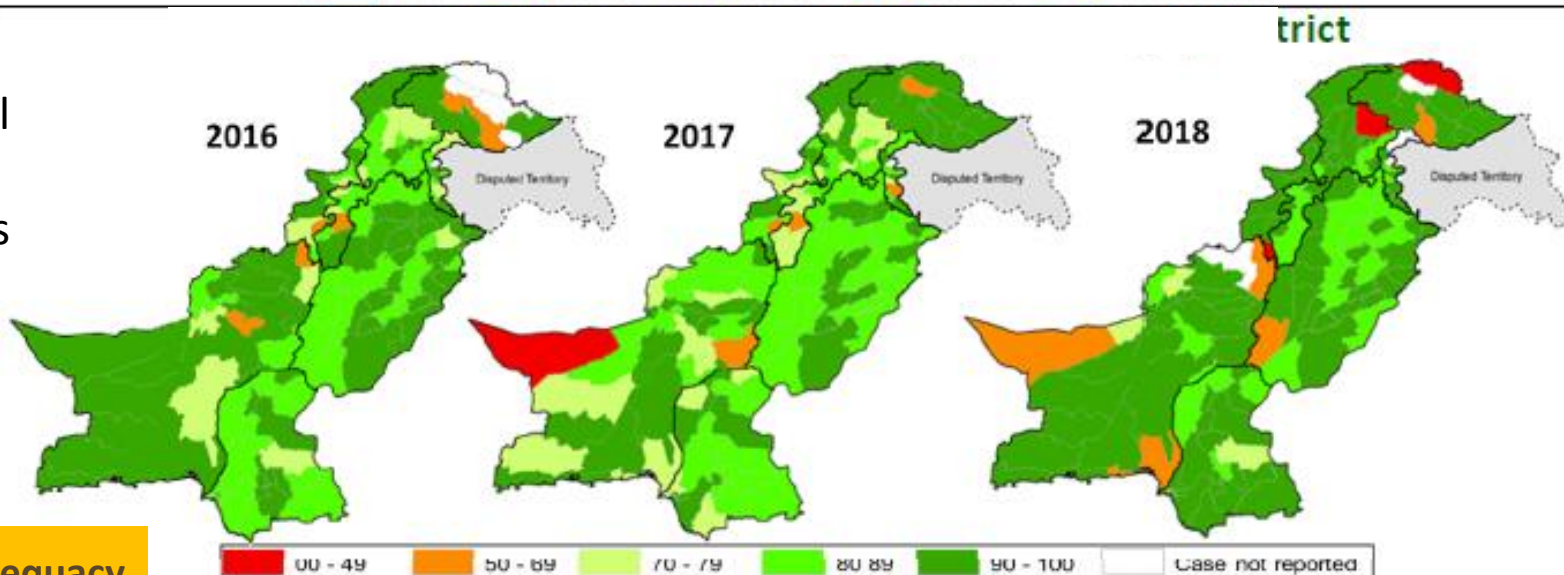 trict
l
s
2016
2017
2018
Disputed Territory
Disputed Territory
Disputed Territory
equacy
00 - 49
50 - 69
70 - 79
80 89
90 - 100
Case not reported